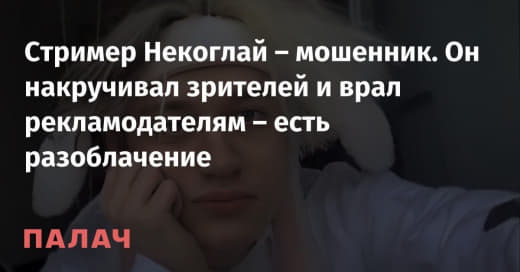 Стример Некоглай – мошенник. Он
накручивал зрителей и врал
рекламодателям – есть
разоблачение
ПАЛАЧ